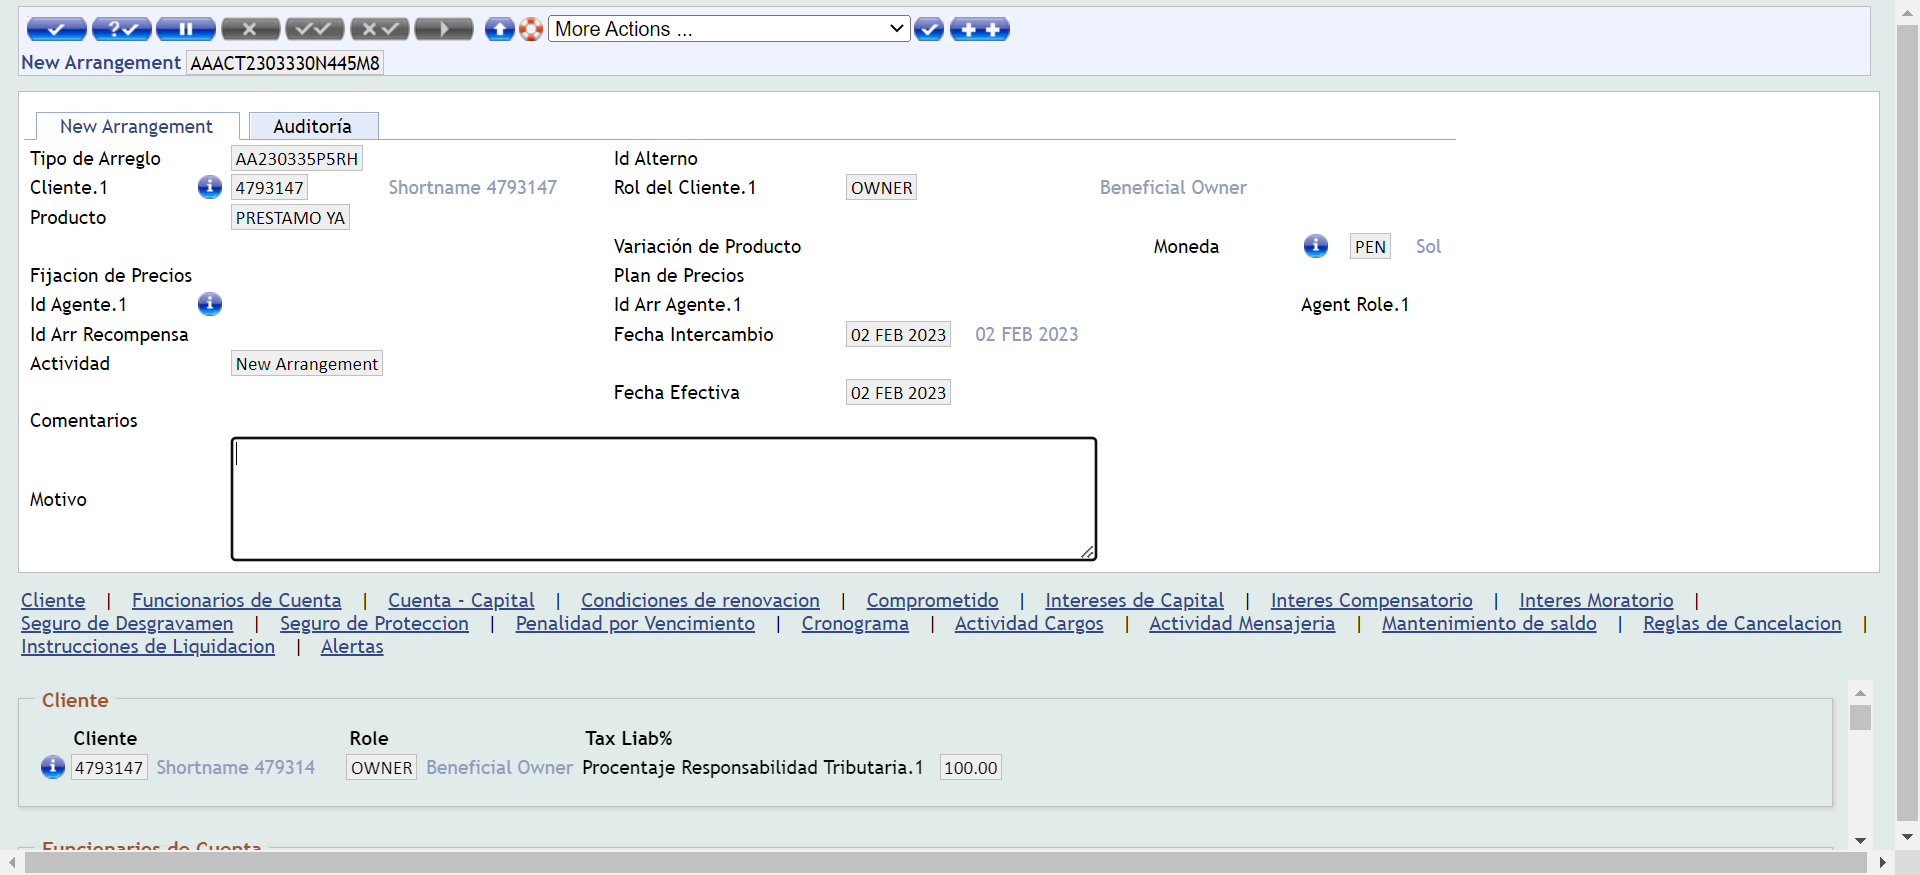 More Actions ...
New Arrangement AAACT2303330N445M8
New Arrangement Auditoría
Tipo de Arreglo AA230335P5RH Id Alterno
Cliente.1 4793147 Shortname 4793147 Rol del Cliente.1 OWNER Beneficial Owner
Producto PRESTAMO YA
Variación de Producto Moneda PEN Sol
Fijacion de Precios Plan de Precios
Id Agente.1 Id Arr Agente.1 Agent Role.1
Id Arr Recompensa Fecha Intercambio 02 FEB 2023 02 FEB 2023
Actividad New Arrangement
Fecha Efectiva 02 FEB 2023
Comentarios
Motivo
Cliente | Funcionarios de Cuenta | Cuenta - Capital | Condiciones de renovacion | Comprometido | Intereses de Capital | Interes Compensatorio | Interes Moratorio |
Seguro de Desgravamen | Seguro de Proteccion | Penalidad por Vencimiento | Cronograma | Actividad Cargos | Actividad Mensajeria | Mantenimiento de saldo | Reglas de Cancelacion |
Instrucciones de Liquidacion | Alertas
Cliente
Cliente Role Tax Liab%
4793147 Shortname 479314 OWNER Beneficial Owner Procentaje Responsabilidad Tributaria.1 100.00
Funcionarios de Cuenta